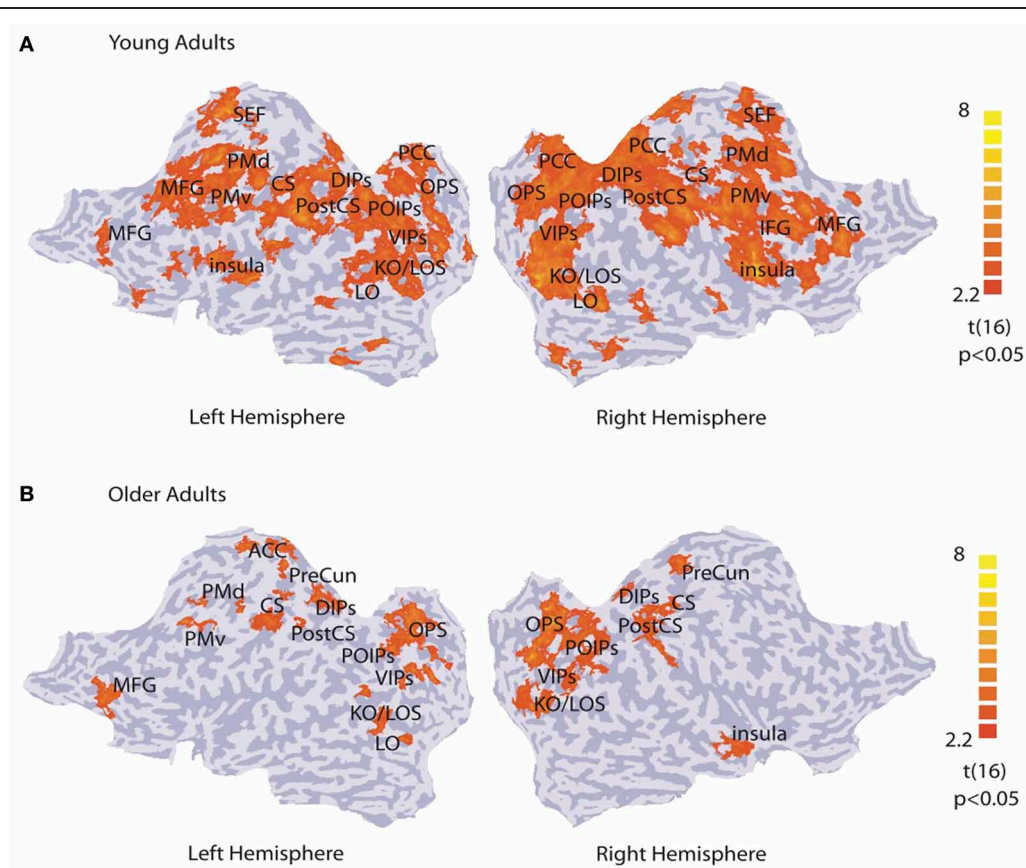 A Young Adults
SEF
PMd
MFG
PMv
CS
DIPs
PostCS
PCC
OPS
POIPs
VIPs
MFG
insula
KO/LOS
LO
Left Hemisphere
PCC
PCC
SEF
OPS
POIPs
DIPs
PostCS
CS
PMd
PMv
VIPs
IFG
MFG
KO/LOS
LO
insula
Right Hemisphere
8
2.2
t(16)
p<0.05
B Older Adults
ACC
PreCun
PMd
CS
DIPs
PMv
PostCS
OPS
POIPs
VIPs
MFG
KO/LOS
LO
Left Hemisphere
PreCun
DIPs
CS
OPS
PostCS
POIPs
VIPs
KO/LOS
insula
Right Hemisphere
8
2.2
t(16)
p<0.05